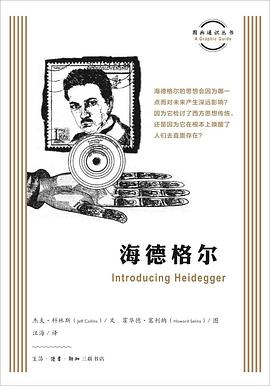 图画通识丛书
A Graphic Guide
海德格尔的思想会因为哪一
点而对未来产生深远影响?
因为它检讨了西方思想传统,
还是因为它在根本上唤醒了
人们去直面存在?
海德格尔
Introducing Heidegger
杰夫·科林斯(Jeff Collins)/文 霍华德·塞利纳(Howard Selina)/图
汪海/译
生活·读书·新知三联书店